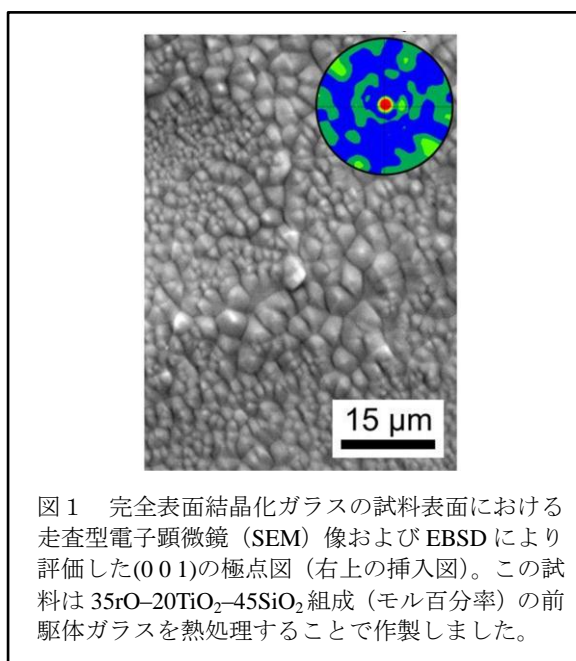 15 μm
図１ 完全表面結晶化ガラスの試料表面における
走査型電子顕微鏡（SEM）像および EBSD により
評価した(0 0 1)の極点図（右上の挿入図）。この試
料は 35rO–20TiO₂–45SiO₂ 組成（モル百分率）の前
駆体ガラスを熱処理することで作製しました。